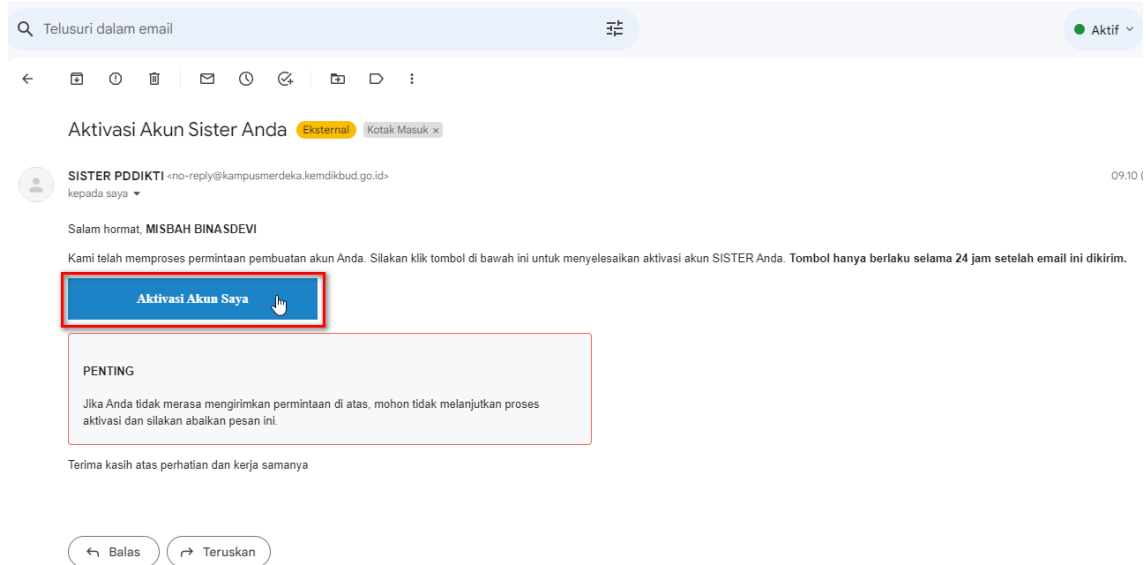 Telusuri dalam email
Aktif
Aktivasi Akun Sister Anda Eksternal Kotak Masuk x
SISTER PDDIKTI <no-reply@kampusmerdeka.kemdikbud.go.id> 09.10 (
kepada saya
Salam hormat, MISBAH BINASDEVI
Kami telah memproses permintaan pembuatan akun Anda. Silakan klik tombol di bawah ini untuk menyelesaikan aktivasi akun SISTER Anda. Tombol hanya berlaku selama 24 jam setelah email ini dikirim.
Aktivasi Akun Saya
PENTING
Jika Anda tidak merasa mengirimkan permintaan di atas, mohon tidak melanjutkan proses
aktivasi dan silakan abaikan pesan ini.
Terima kasih atas perhatian dan kerja samanya
Balas Teruskan